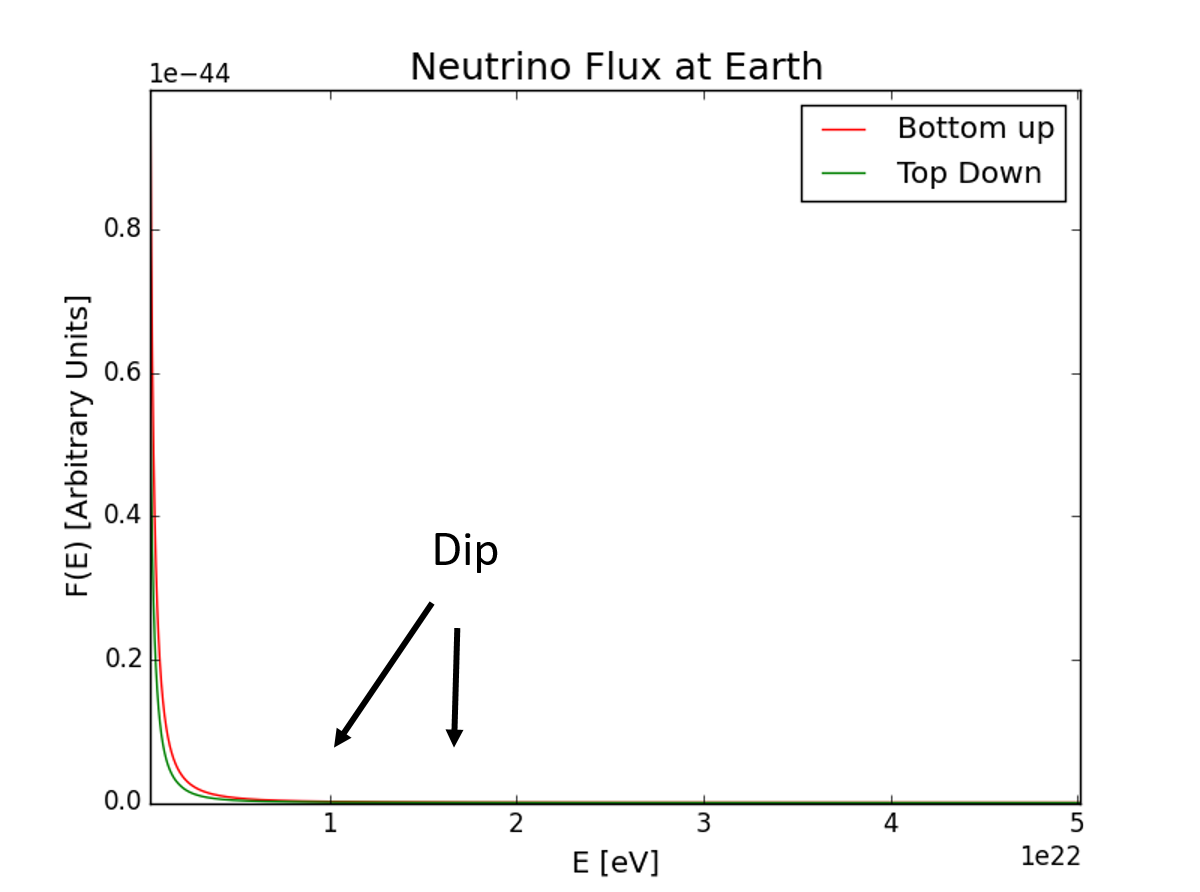 Neutrino Flux at Earth
1e−44
Bottom up
Top Down
0.8
0.6
0.4
0.2
0.0
F(E) [Arbitrary Units]
Dip
1 2 3 4 5
1e22
E [eV]